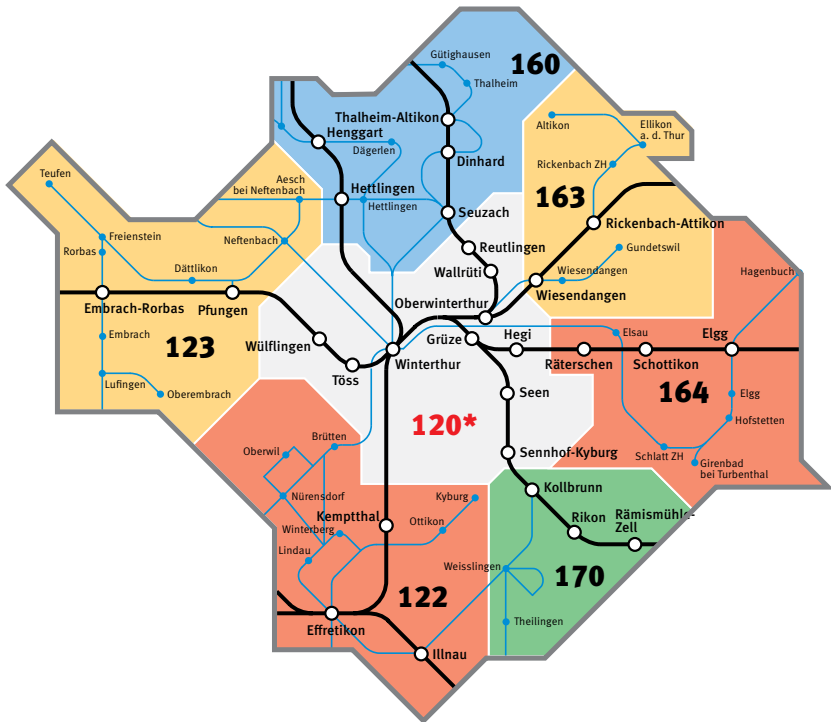 Gütighausen
160
Thalheim
Thalheim-Altikon
Henggart
Altikon
Ellikon
a. d. Thur
Dägerlen
Dinhard
Rickenbach ZH
Teufen
Aesch
bei Neftenbach
163
Hettlingen
Hettlingen
Seuzach
Rickenbach-Attikon
Freienstein
Neftenbach
Reutlingen
Gundetswil
Rorbas
Wallrüti
Dättlikon
Wiesendangen
Hagenbuch
Embrach-Rorbas
Pfungen
Oberwinterthur
Wiesendangen
Embrach
123
Wülflingen
Grüze
Hegi
Elsau
Elgg
Winterthur
Räterschen
Schottikon
Töss
Lufingen
Oberembrach
Seen
164
Elgg
120*
Hofstetten
Oberwil
Brütten
Sennhof-Kyburg
Schlatt ZH
Girenbad
bei Turbenthal
Nürensdorf
Kyburg
Kollbrunn
Kemptthal
Rikon
Rämismühle-
Zell
Winterberg
Ottikon
Lindau
Weisslingen
170
122
Effretikon
Theilingen
Illnau